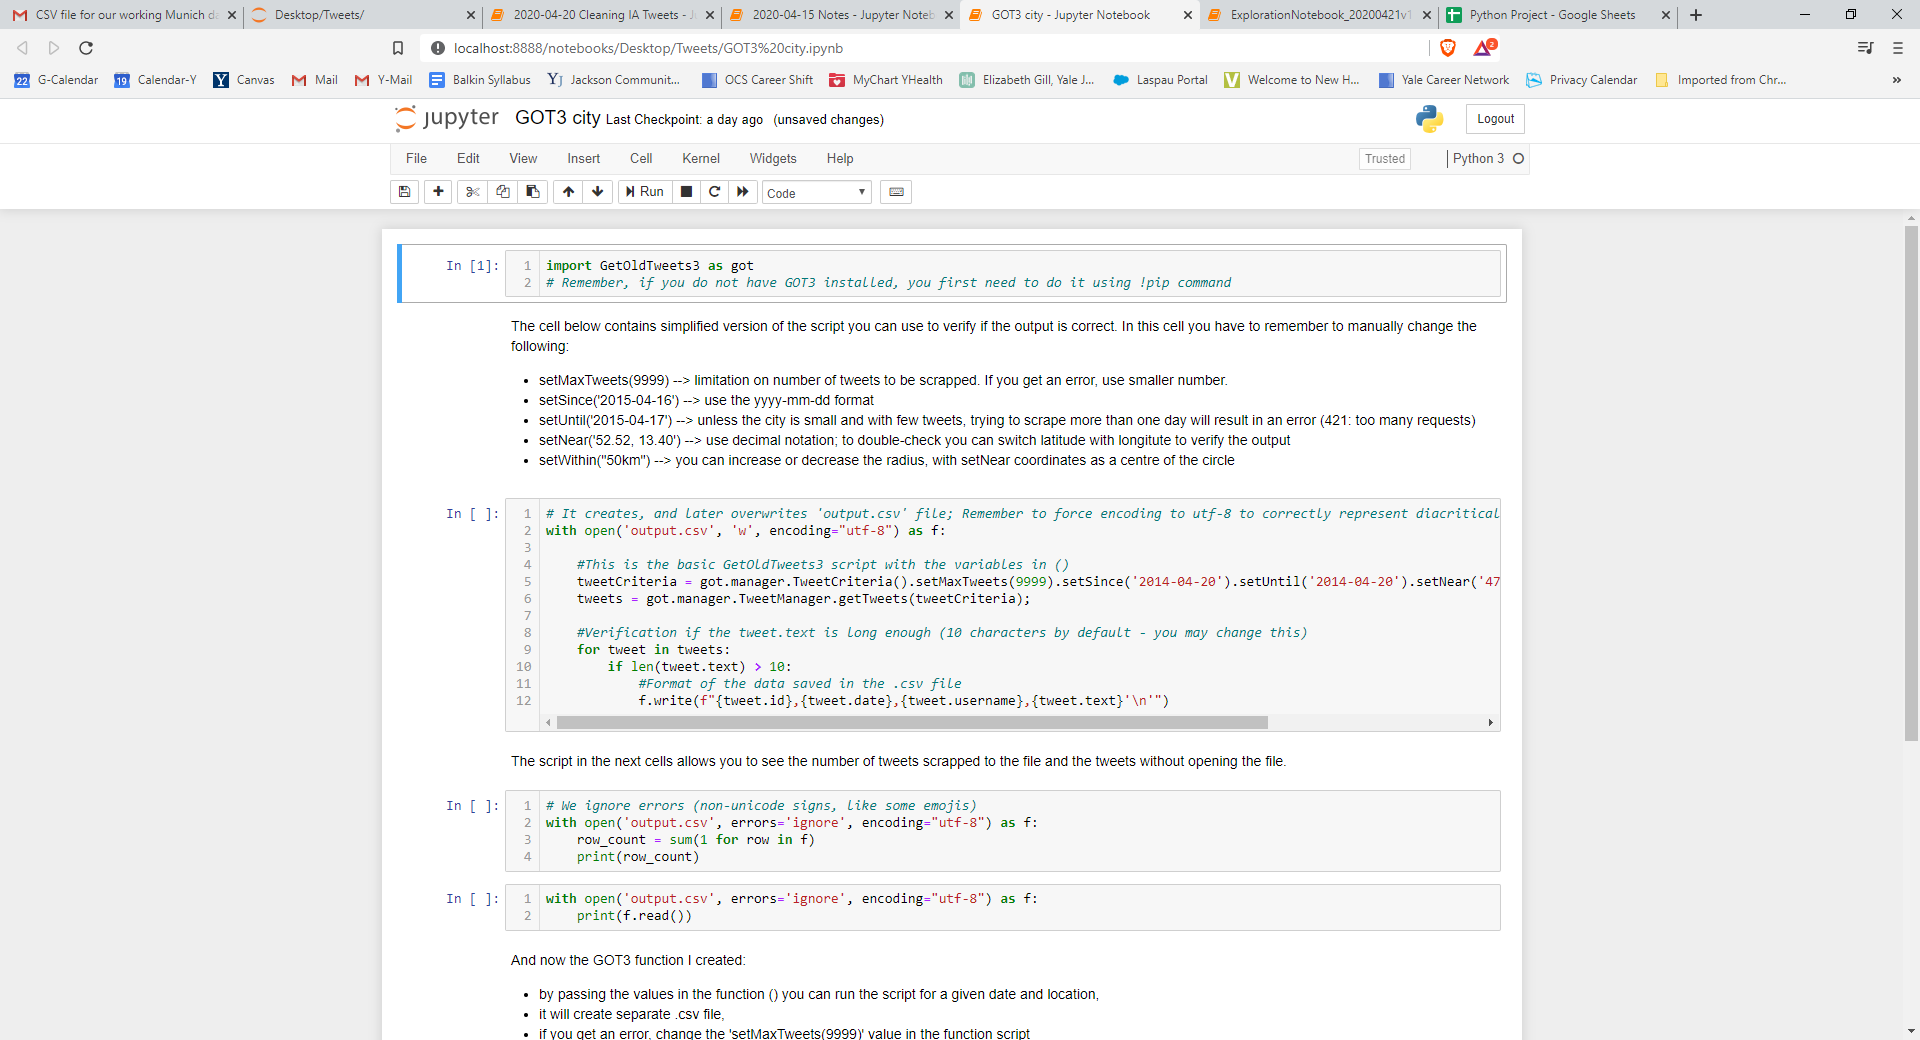 CSV file for our working Munich d
Desktop/Tweets/
2020-04-20 Cleaning IA Tweets - J
2020-04-15 Notes - Jupyter Noteb
GOT3 city - Jupyter Notebook
ExplorationNotebook_20200421v1
Python Project - Google Sheets
localhost:8888/notebooks/Desktop/Tweets/GOT3%20city.ipynb
2
22 G-Calendar
19 Calendar-Y
Y Canvas
Mail
Y-Mail
Balkin Syllabus
YJ Jackson Communit...
OCS Career Shift
MyChart YHealth
Elizabeth Gill, Yale J...
Laspau Portal
V Welcome to New H...
Yale Career Network
Privacy Calendar
Imported from Chr...
»
jupyter GOT3 city Last Checkpoint: a day ago (unsaved changes)
Logout
File Edit View Insert Cell Kernel Widgets Help
Trusted
Python 3
Run
Code
In [1]:
1 import GetOldTweets3 as got
2 # Remember, if you do not have GOT3 installed, you first need to do it using !pip command
The cell below contains simplified version of the script you can use to verify if the output is correct. In this cell you have to remember to manually change the
following:
• setMaxTweets(9999) --> limitation on number of tweets to be scrapped. If you get an error, use smaller number.
• setSince('2015-04-16') --> use the yyyy-mm-dd format
• setUntil('2015-04-17') --> unless the city is small and with few tweets, trying to scrape more than one day will result in an error (421: too many requests)
• setNear('52.52, 13.40') --> use decimal notation; to double-check you can switch latitude with longitute to verify the output
• setWithin("50km") --> you can increase or decrease the radius, with setNear coordinates as a centre of the circle
In [ ]:
1 # It creates, and later overwrites 'output.csv' file; Remember to force encoding to utf-8 to correctly represent diacritical
2 with open('output.csv', 'w', encoding="utf-8") as f:
3
4 #This is the basic GetOldTweets3 script with the variables in ()
5 tweetCriteria = got.manager.TweetCriteria().setMaxTweets(9999).setSince('2014-04-20').setUntil('2014-04-20').setNear('47
6 tweets = got.manager.TweetManager.getTweets(tweetCriteria);
7
8 #Verification if the tweet.text is long enough (10 characters by default - you may change this)
9 for tweet in tweets:
10 if len(tweet.text) > 10:
11 #Format of the data saved in the .csv file
12 f.write(f"{tweet.id},{tweet.date},{tweet.username},{tweet.text}'\n'")
The script in the next cells allows you to see the number of tweets scrapped to the file and the tweets without opening the file.
In [ ]:
1 # We ignore errors (non-unicode signs, like some emojis)
2 with open('output.csv', errors='ignore', encoding="utf-8") as f:
3 row_count = sum(1 for row in f)
4 print(row_count)
In [ ]:
1 with open('output.csv', errors='ignore', encoding="utf-8") as f:
2 print(f.read())
And now the GOT3 function I created:
• by passing the values in the function () you can run the script for a given date and location,
• it will create separate .csv file,
• if you get an error, change the 'setMaxTweets(9999)' value in the function script